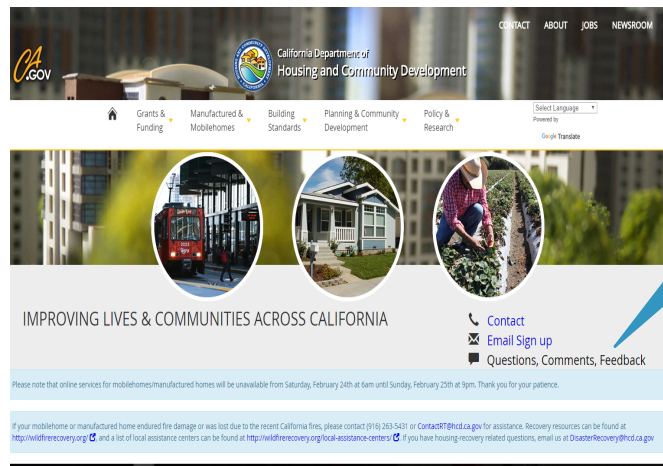 CONTACT ABOUT JOBS NEWSROOM
CA
.GOV
California Department of
Housing and Community Development
Grants &
Funding
Manufactured &
Mobilehomes
Building
Standards
Planning & Community
Development
Policy &
Research
Select Language
Powered by
Google Translate
IMPROVING LIVES & COMMUNITIES ACROSS CALIFORNIA
Contact
Email Sign up
Questions, Comments, Feedback
Please note that online services for mobilehomes/manufactured homes will be unavailable from Saturday, February 24th at 6am until Sunday, February 25th at 9pm. Thank you for your patience.
If your mobilehome or manufactured home endured fire damage or was lost due to the recent California fires, please contact (916) 263-5431 or ContactRT@hcd.ca.gov for assistance. Recovery resources can be found at
http://wildfirerecovery.org/ , and a list of local assistance centers can be found at http://wildfirerecovery.org/local-assistance-centers/ . If you have housing-recovery related questions, email us at DisasterRecovery@hcd.ca.gov